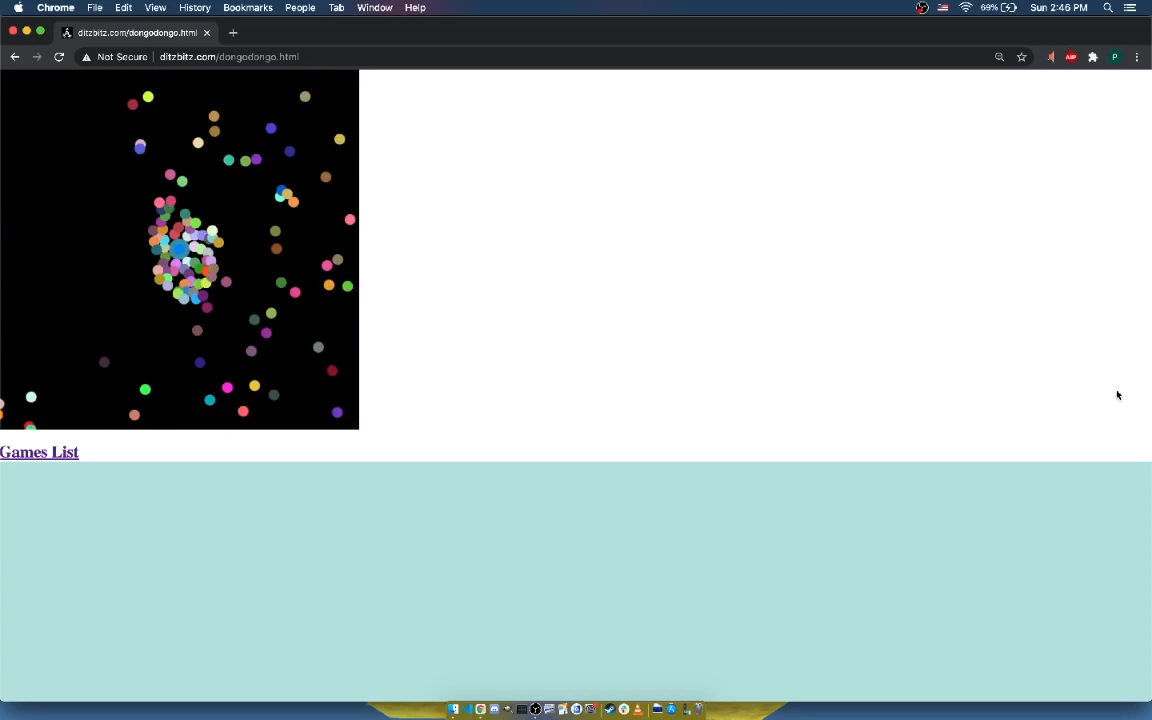 Chrome File Edit View History Bookmarks People Tab Window Help 69% Sun 2:46 PM
ditzbitz.com/dongodongo.html
Not Secure ditzbitz.com/dongodongo.html ABP P
Games List